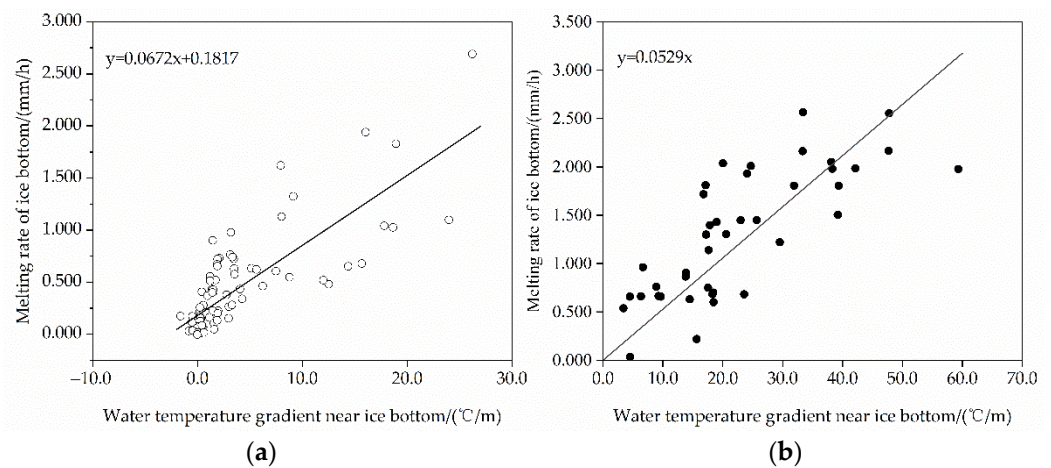 3.000
2.500
2.000
1.500
1.000
0.500
0.000
Melting rate of ice bottom/(mm/h)
y=0.0672x+0.1817
−10.0 0.0 10.0 20.0 30.0
Water temperature gradient near ice bottom/(℃/m)
(a)
3.500
3.000
2.500
2.000
1.500
1.000
0.500
0.000
Melting rate of ice bottom/(mm/h)
y=0.0529x
0.0 10.0 20.0 30.0 40.0 50.0 60.0 70.0
Water temperature gradient near ice bottom/(℃/m)
(b)